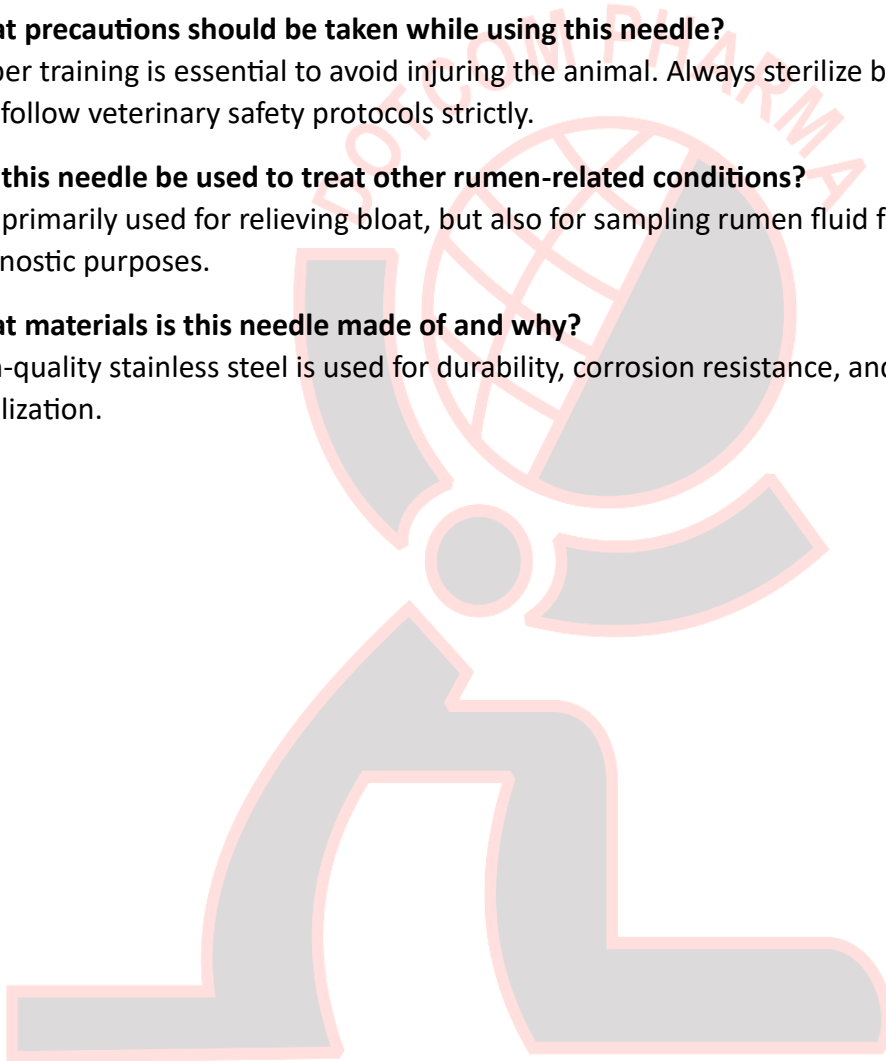 at precautions should be taken while using this needle?
per training is essential to avoid injuring the animal. Always sterilize b
follow veterinary safety protocols strictly.
this needle be used to treat other rumen-related conditions?
primarily used for relieving bloat, but also for sampling rumen fluid f
nostic purposes.
at materials is this needle made of and why?
-quality stainless steel is used for durability, corrosion resistance, and
lization.
DOTCOM PHARMA